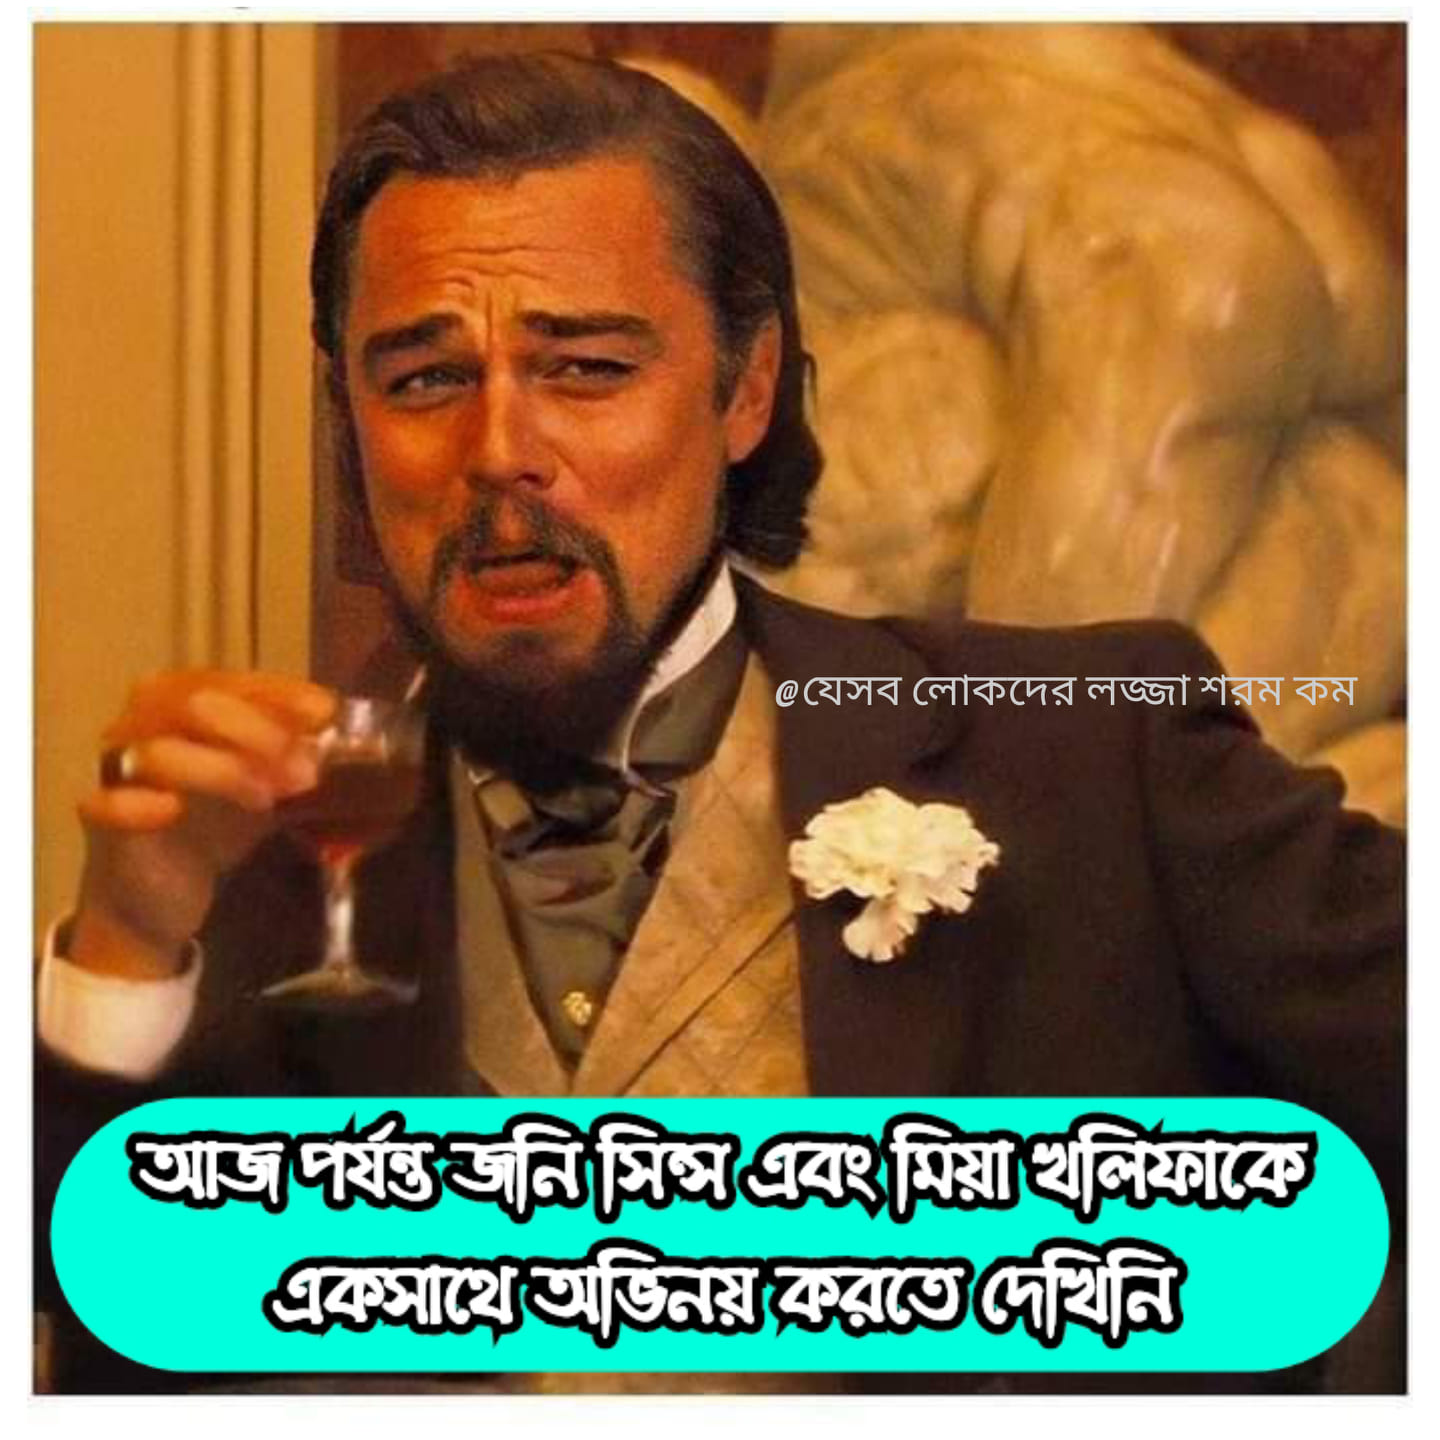 @যেসব লোকদের লজ্জা শরম কম
আজ পর্যন্ত জনি সিন্স এবং মিয়া খলিফাকে
একসাথে অভিনয় করতে দেখিনি